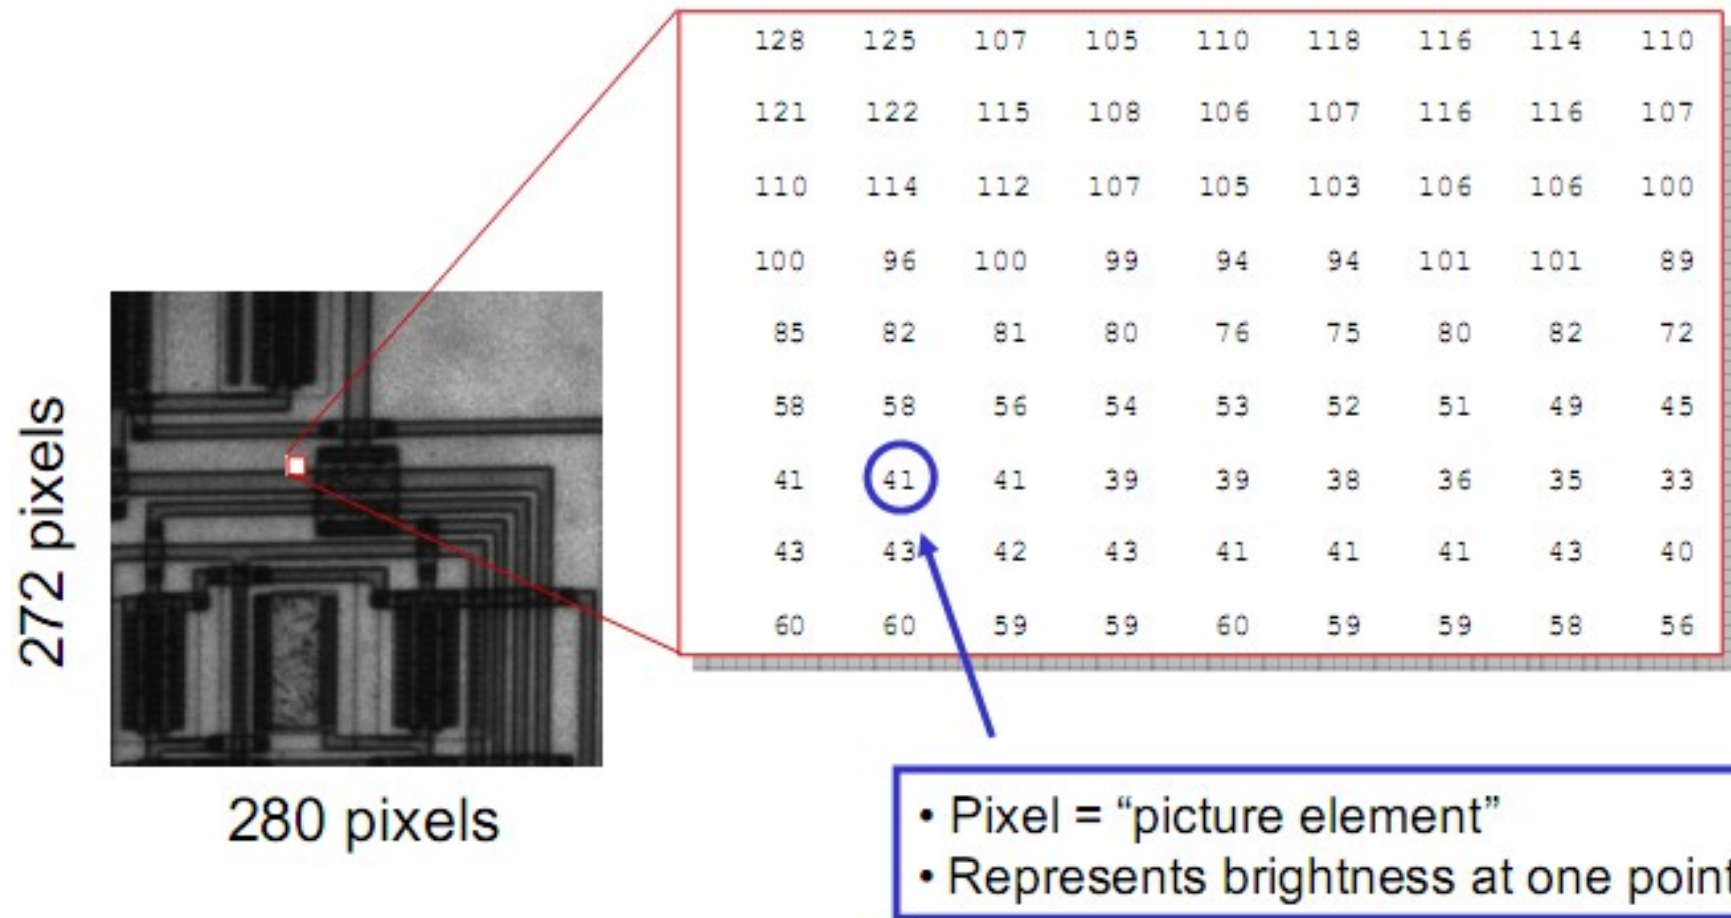 128 125 107 105 110 118 116 114 110
121 122 115 108 106 107 116 116 107
110 114 112 107 105 103 106 106 100
100 96 100 99 94 94 101 101 89
85 82 81 80 76 75 80 82 72
58 58 56 54 53 52 51 49 45
41 41 41 39 39 38 36 35 33
43 43 42 43 41 41 41 43 40
60 60 59 59 60 59 59 58 56
272 pixels
280 pixels
• Pixel = “picture element”
• Represents brightness at one point